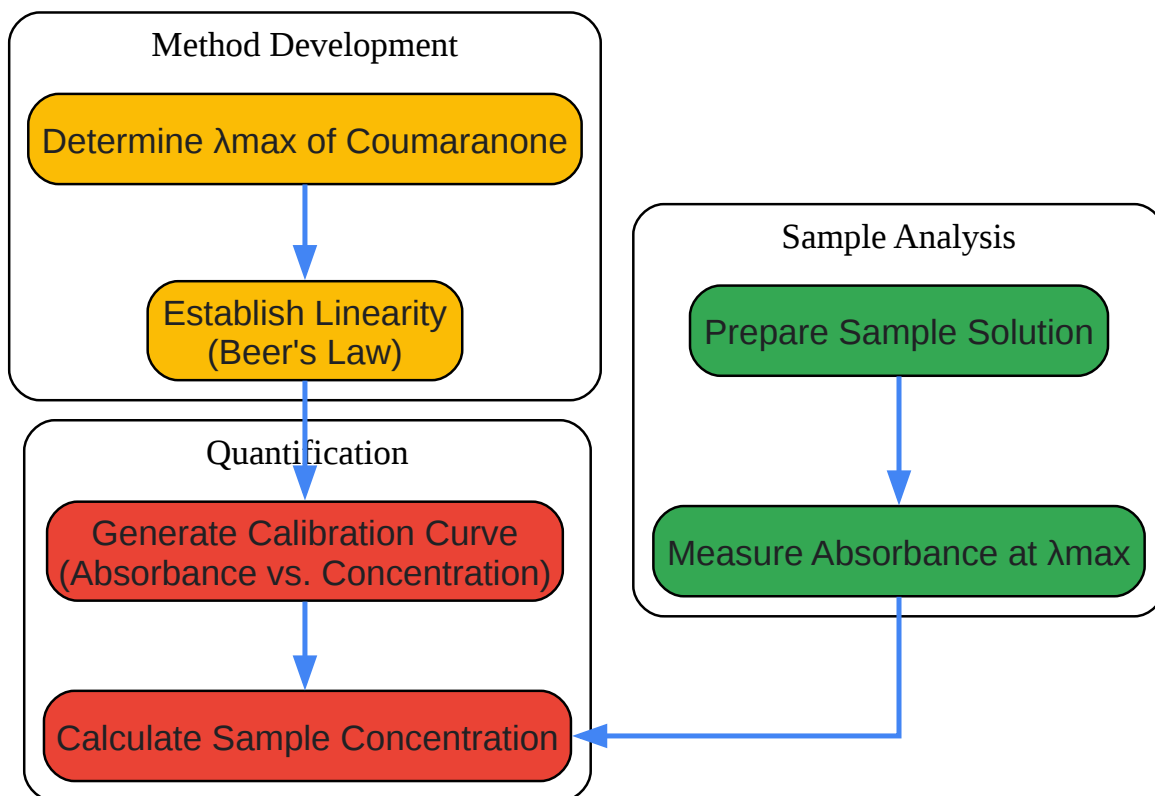 Method Development
Determine λmax of Coumaranone
Establish Linearity
(Beer's Law)
Quantification
Generate Calibration Curve
(Absorbance vs. Concentration)
Calculate Sample Concentration
Sample Analysis
Prepare Sample Solution
Measure Absorbance at λmax